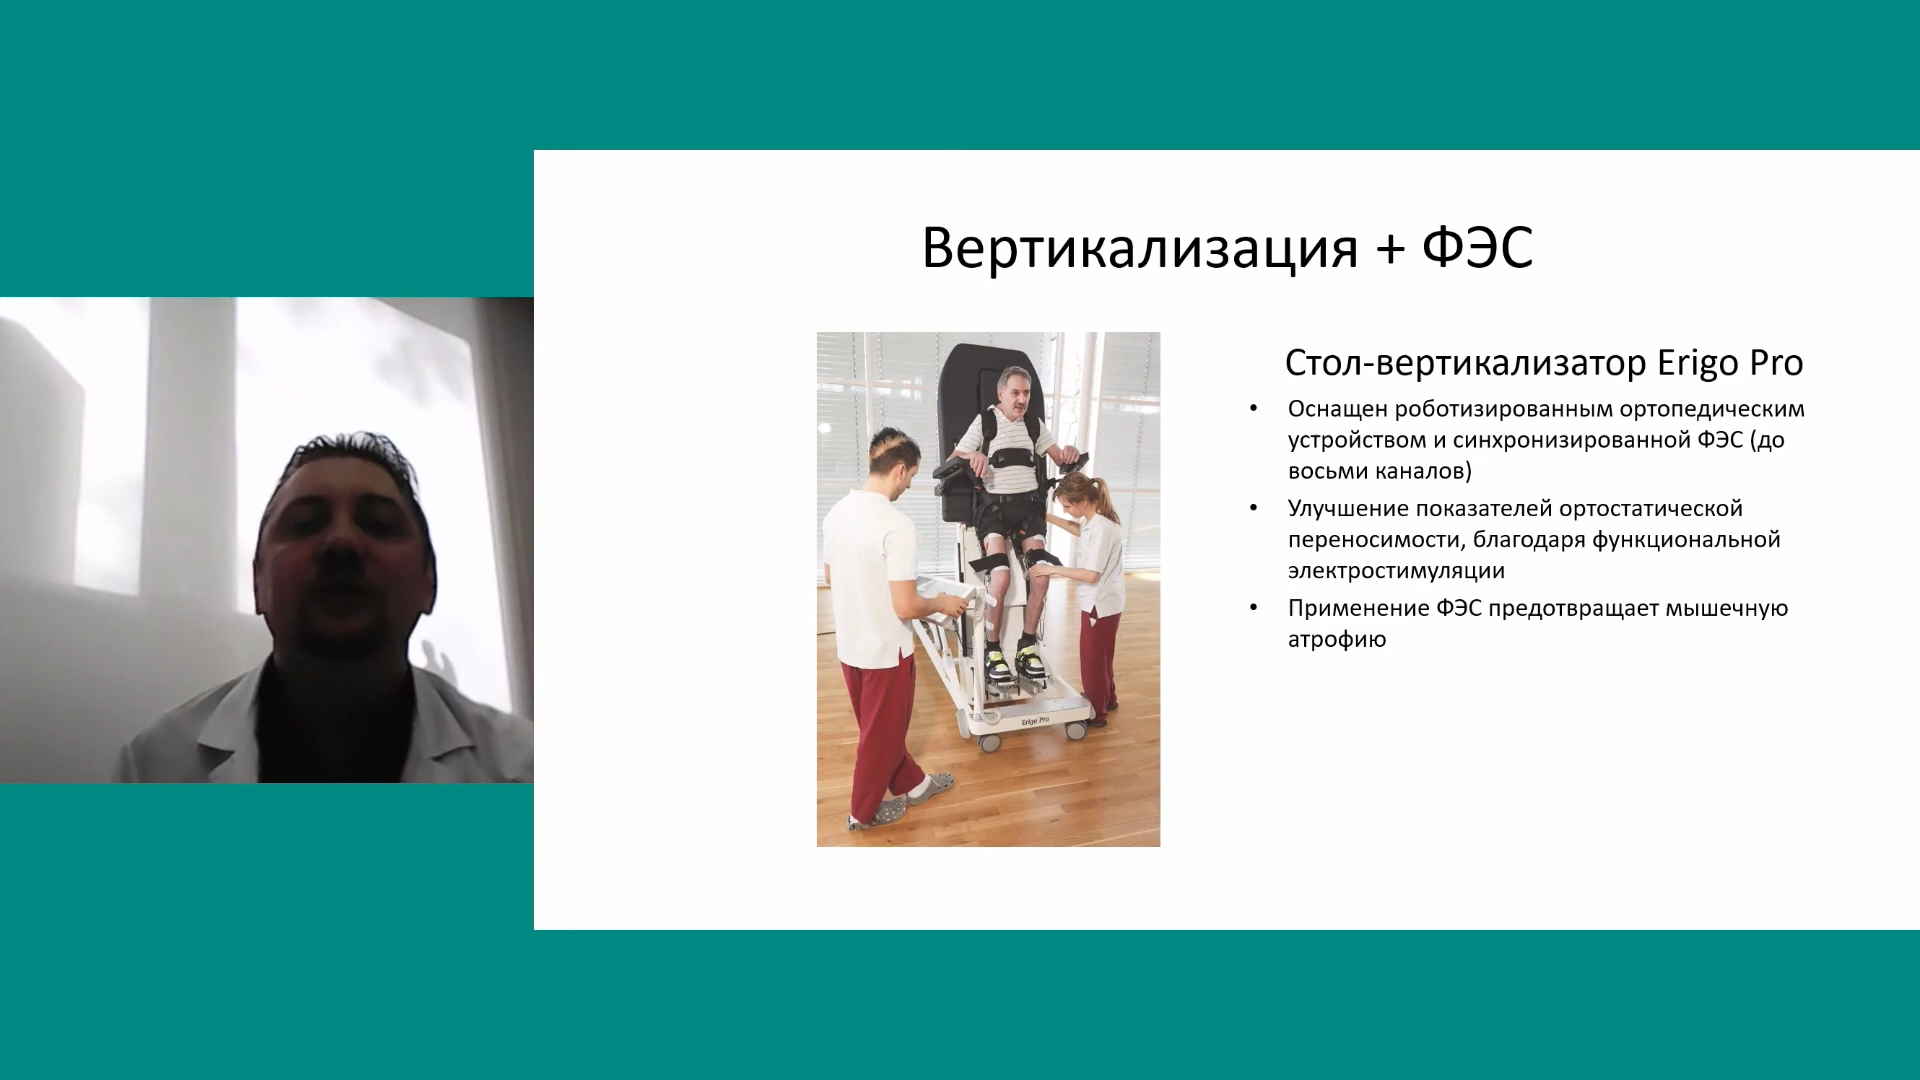 Вертикализация + ФЭС
Стол-вертикализатор Erigo Pro
• Оснащен роботизированным ортопедическим
устройством и синхронизированной ФЭС (до
восьми каналов)
• Улучшение показателей ортостатической
переносимости, благодаря функциональной
электростимуляции
• Применение ФЭС предотвращает мышечную
атрофию
Erigo Pro